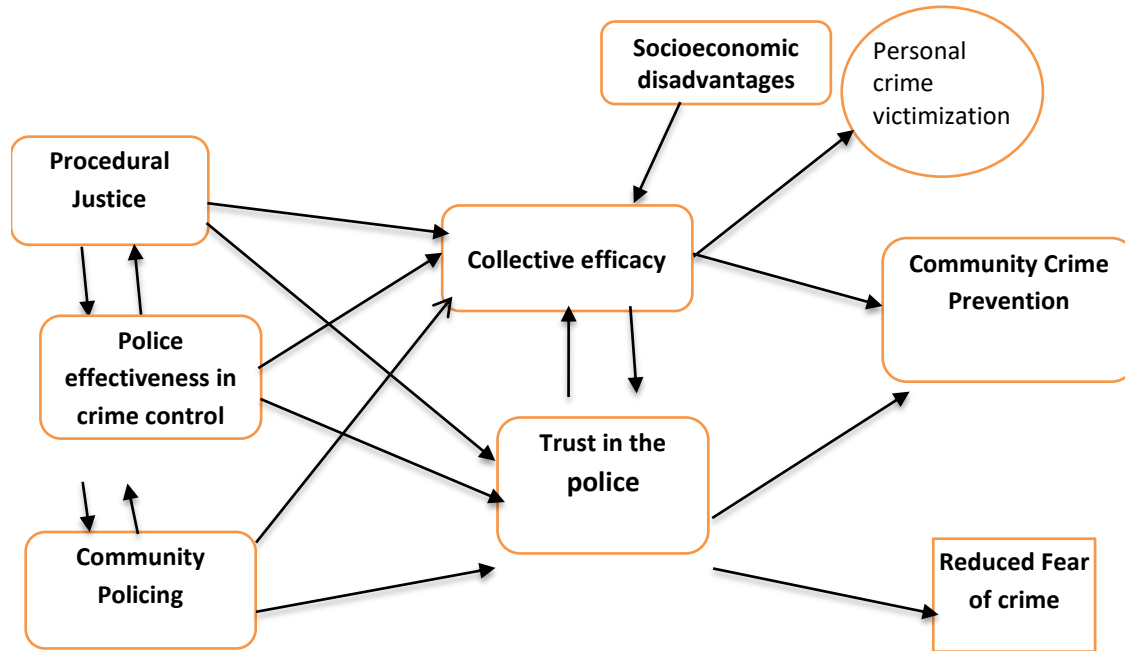 Socioeconomic
disadvantages
Personal
crime
victimization
Procedural
Justice
Collective efficacy
Community Crime
Prevention
Police
effectiveness in
crime control
Trust in the
police
Community
Policing
Reduced Fear
of crime